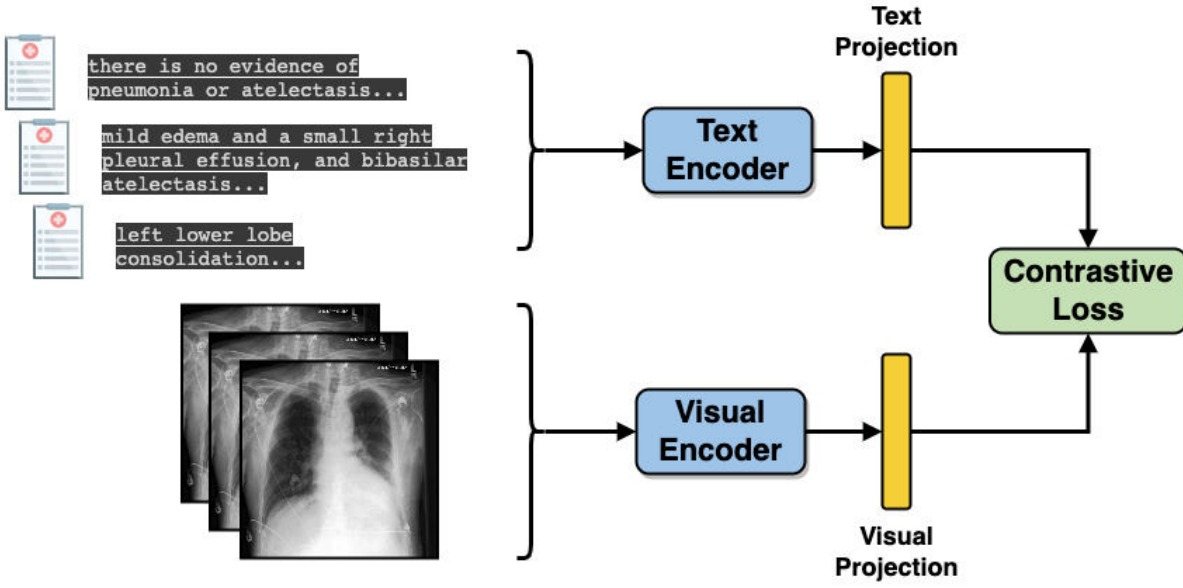 there is no evidence of
pneumonia or atelectasis...
mild edema and a small right
pleural effusion, and bibasilar
atelectasis...
left lower lobe
consolidation...
Text
Projection
Text
Encoder
Contrastive
Loss
Visual
Encoder
Visual
Projection